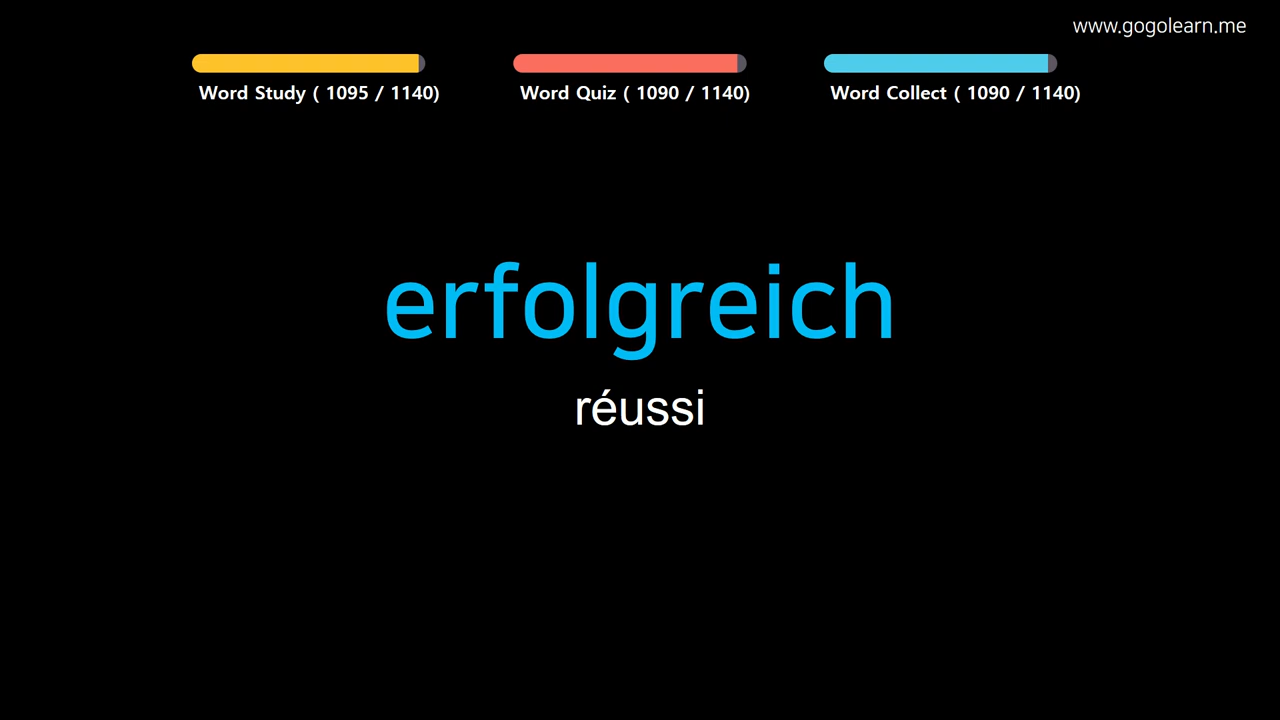 www.gogolearn.me
Word Study ( 1095 / 1140)
Word Quiz ( 1090 / 1140)
Word Collect ( 1090 / 1140)
erfolgreich
réussi